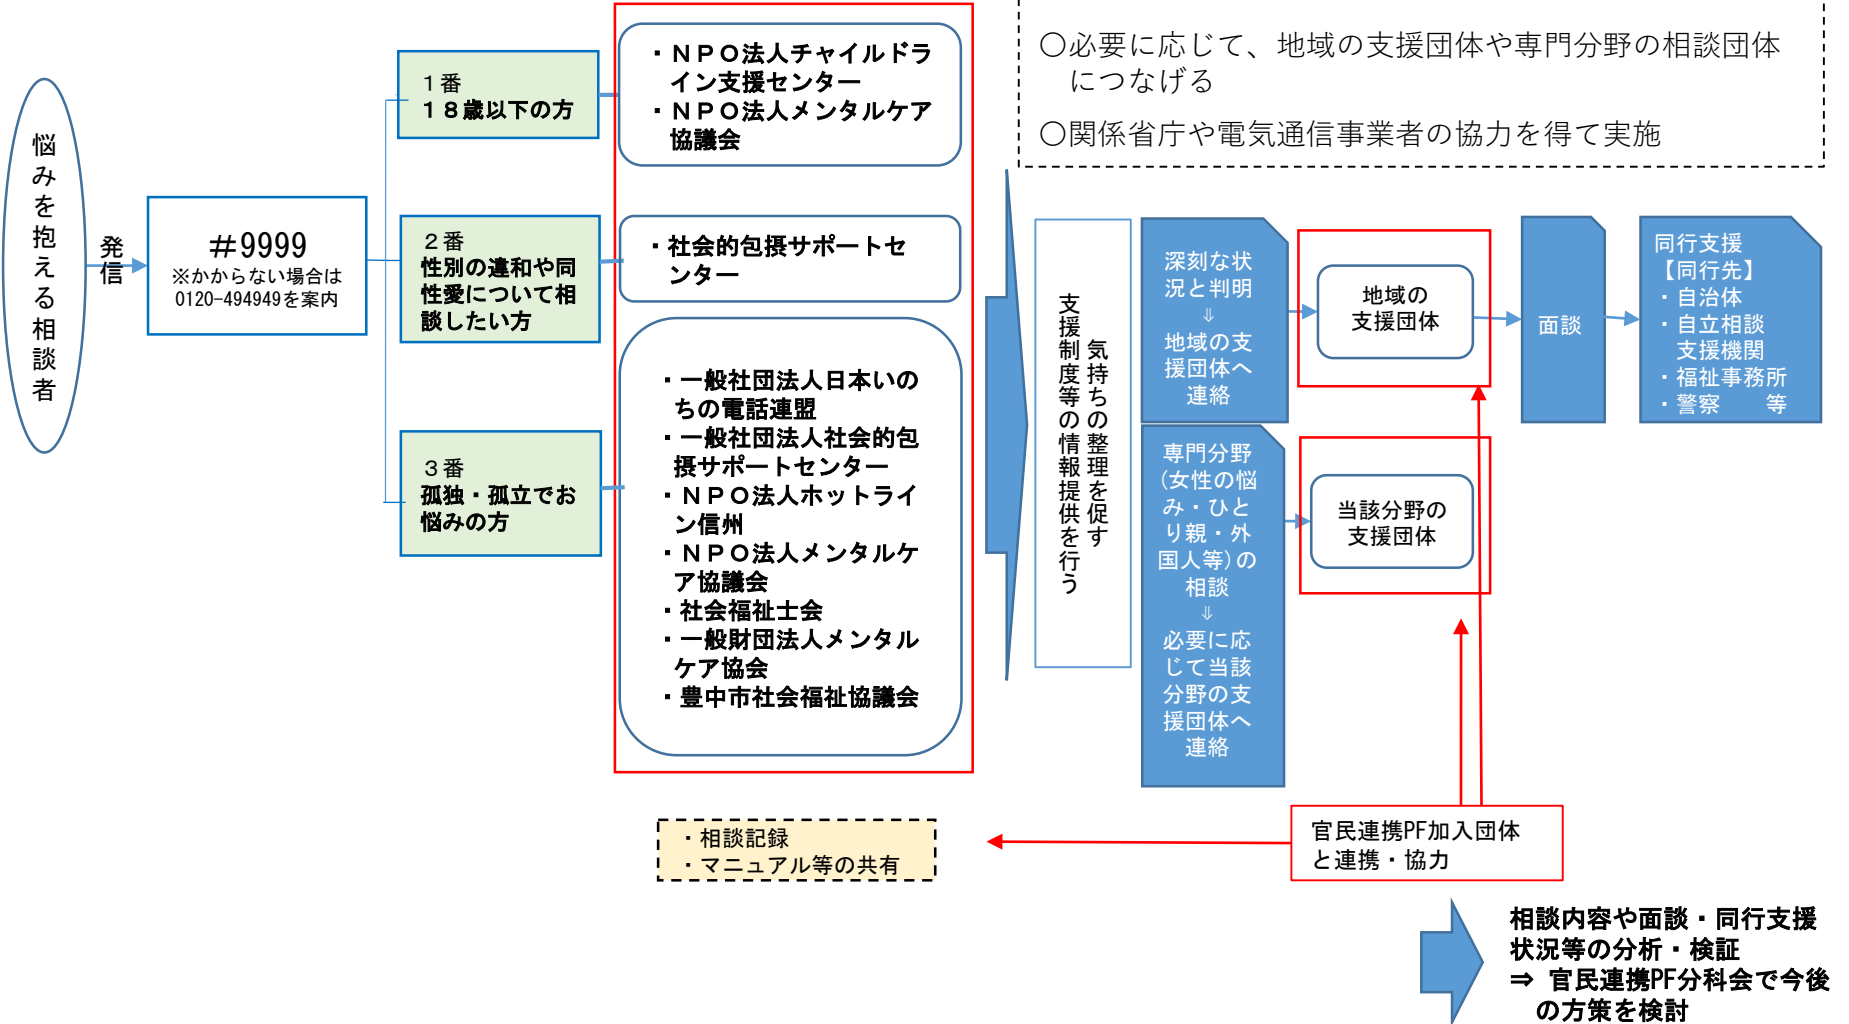 悩みを抱える相談者
発信
＃9999
※かからない場合は
0120-494949を案内
１番
１８歳以下の方
２番
性別の違和や同
性愛について相
談したい方
３番
孤独・孤立でお
悩みの方
・ＮＰＯ法人チャイルドラ
イン支援センター
・ＮＰＯ法人メンタルケア
協議会
・社会的包摂サポートセ
ンター
・一般社団法人日本いの
ちの電話連盟
・一般社団法人社会的包
摂サポートセンター
・ＮＰＯ法人ホットライ
ン信州
・ＮＰＯ法人メンタルケ
ア協議会
・社会福祉士会
・一般財団法人メンタル
ケア協会
・豊中市社会福祉協議会
・相談記録
・マニュアル等の共有
〇必要に応じて、地域の支援団体や専門分野の相談団体
につなげる
〇関係省庁や電気通信事業者の協力を得て実施
気持ちの整理を促す
支援制度等の情報提供を行う
深刻な状
況と判明
⇓
地域の支
援団体へ
連絡
地域の
支援団体
面談
同行支援
【同行先】
・自治体
・自立相談
支援機関
・福祉事務所
・警察　等
専門分野
(女性の悩
み・ひと
り親・外
国人等)の
相談
⇓
必要に応
じて当該
分野の支
援団体へ
連絡
当該分野の
支援団体
官民連携PF加入団体
と連携・協力
相談内容や面談・同行支援
状況等の分析・検証
⇒ 官民連携PF分科会で今後
の方策を検討